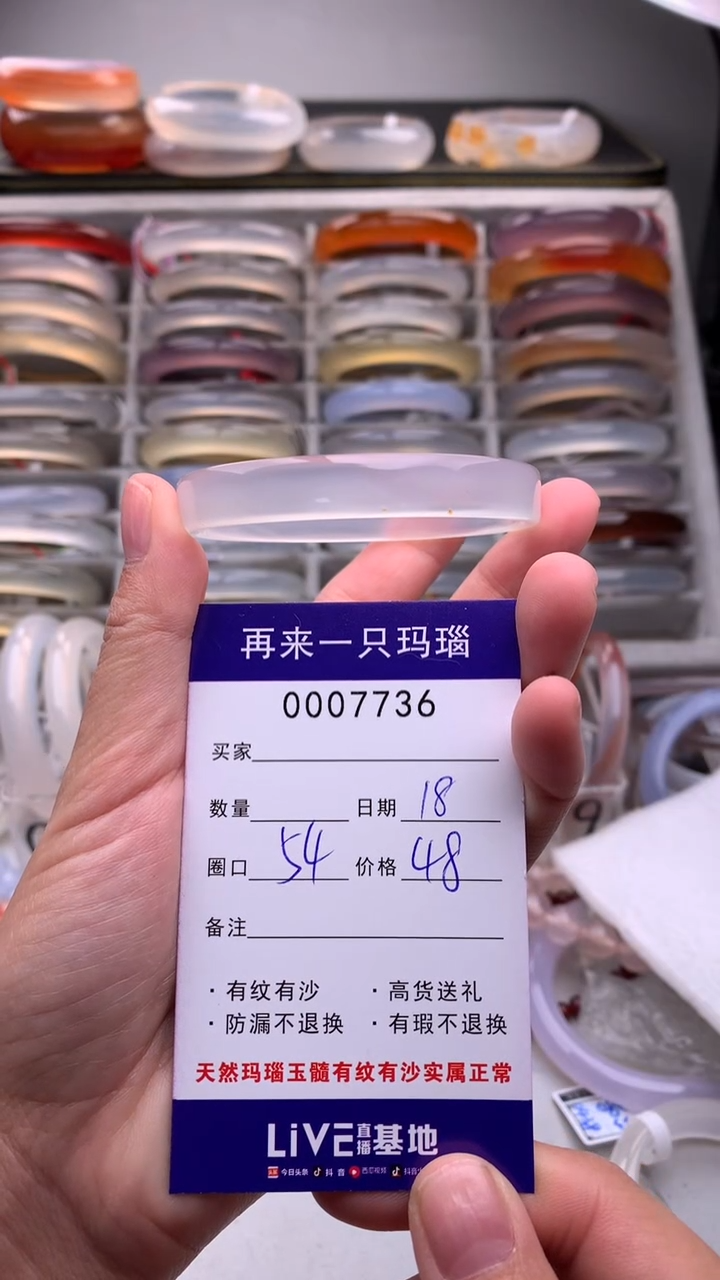 再来一只玛瑙
0007736
买家
数量 日期 18
圈口 54 价格 48
备注
· 有纹有沙 · 高货送礼
· 防漏不退换 · 有瑕不退换
天然玛瑙玉髓有纹有沙实属正常
LiVE直播基地
今日头条 抖音 西瓜视频 抖音
9